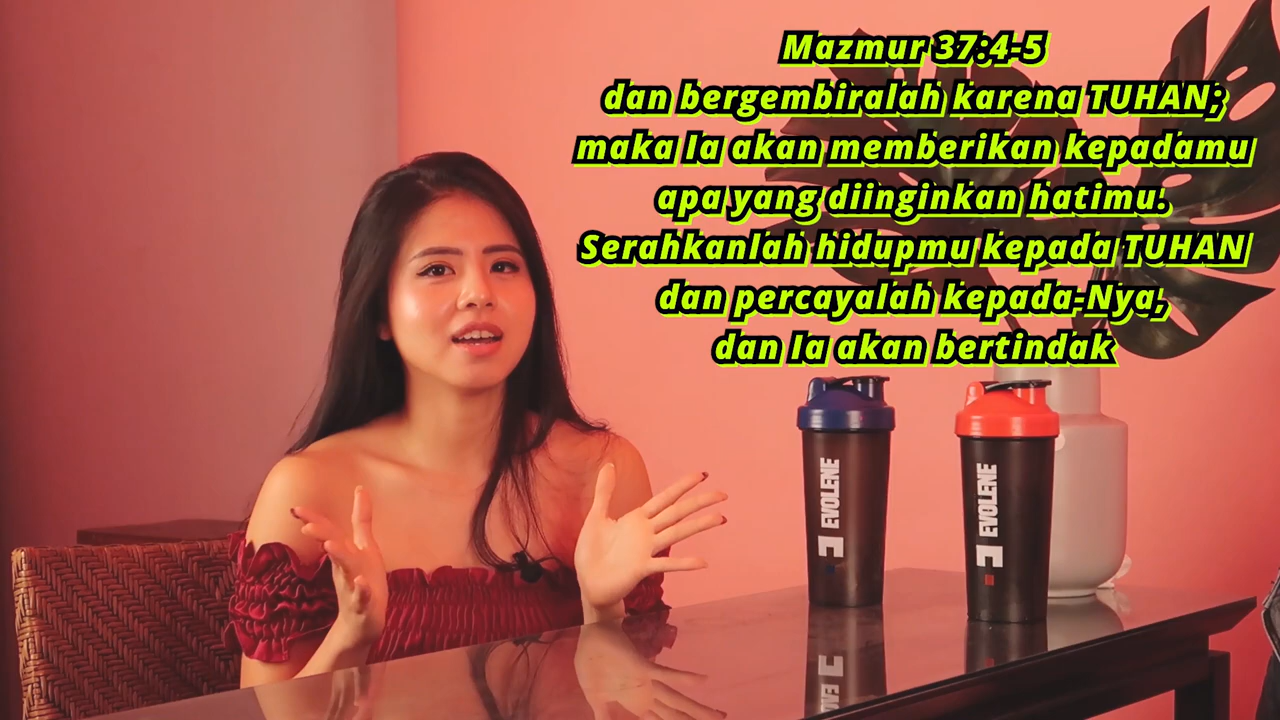 Mazmur 37:4-5
dan bergembiralah karena TUHAN;
maka Ia akan memberikan kepadamu
apa yang diinginkan hatimu.
Serahkanlah hidupmu kepada TUHAN
dan percayalah kepada-Nya,
dan Ia akan bertindak
EVOLENE
EVOLENE